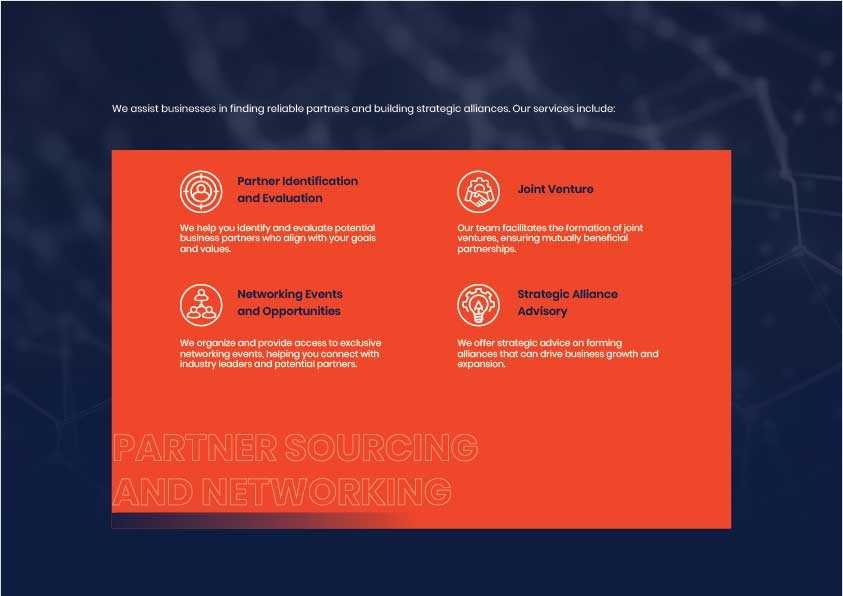 We assist businesses in finding reliable partners and building strategic alliances. Our services include:
Partner Identification
and Evaluation
We help you identify and evaluate potential
business partners who align with your goals
and values.
Joint Venture
Our team facilitates the formation of joint
ventures, ensuring mutually beneficial
partnerships.
Networking Events
and Opportunities
We organize and provide access to exclusive
networking events, helping you connect with
industry leaders and potential partners.
Strategic Alliance
Advisory
We offer strategic advice on forming
alliances that can drive business growth and
expansion.
PARTNER SOURCING
AND NETWORKING